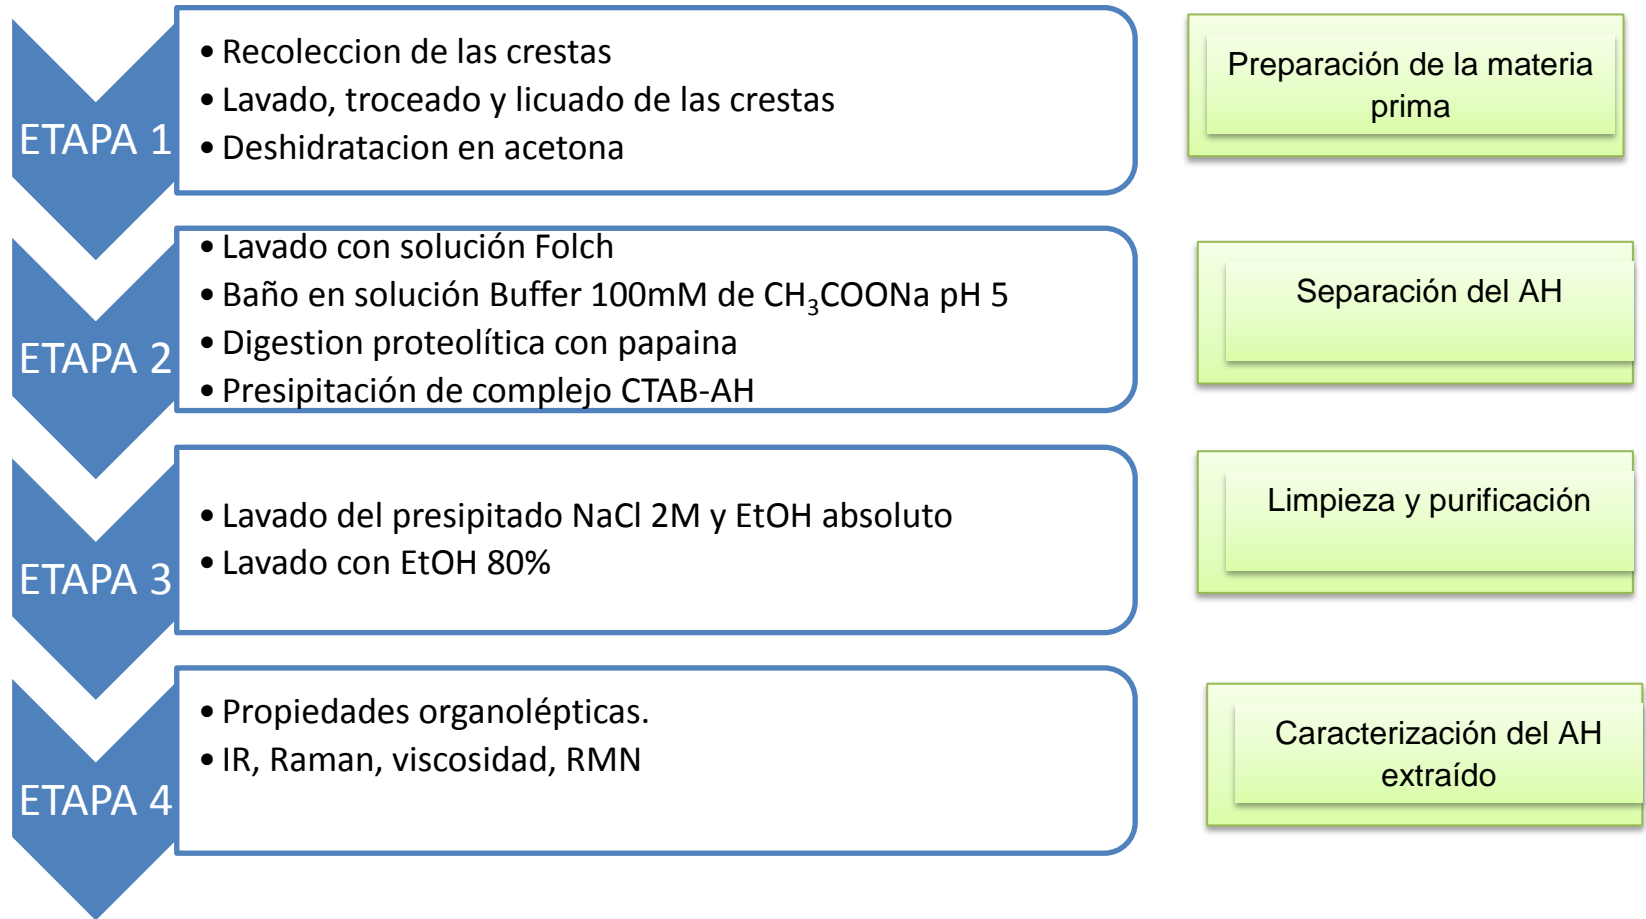 ETAPA 1
• Recoleccion de las crestas
• Lavado, troceado y licuado de las crestas
• Deshidratacion en acetona
Preparación de la materia
prima
ETAPA 2
• Lavado con solución Folch
• Baño en solución Buffer 100mM de CH₃COONa pH 5
• Digestion proteolítica con papaina
• Presipitación de complejo CTAB-AH
Separación del AH
ETAPA 3
• Lavado del presipitado NaCl 2M y EtOH absoluto
• Lavado con EtOH 80%
Limpieza y purificación
ETAPA 4
• Propiedades organolépticas.
• IR, Raman, viscosidad, RMN
Caracterización del AH
extraído